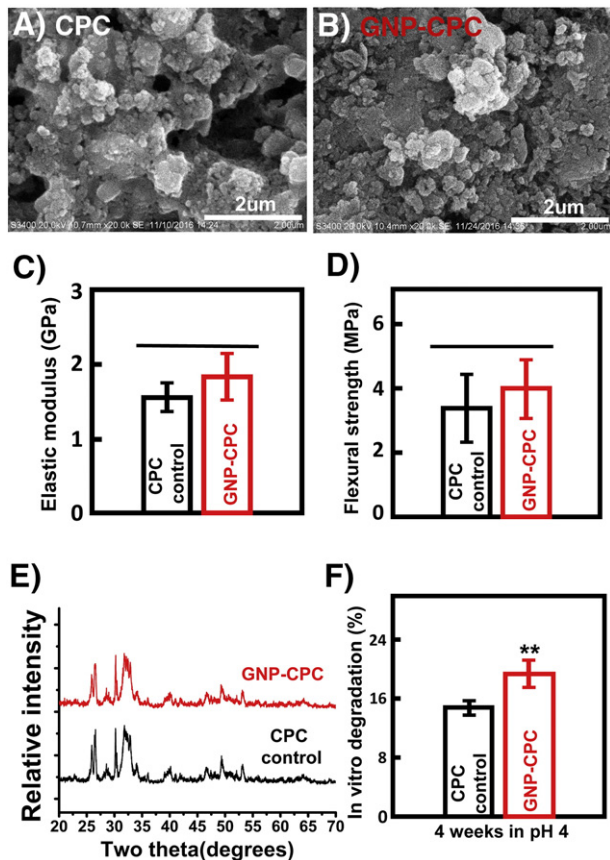 A) CPC
B) GNP-CPC
2um
2um
S3400 20.0kV 10.7mm x20.0k SE 11/10/2016 14:24 2.00um
S3400 20.0kV 10.4mm x20.0k SE 11/24/2016 14:35 2.00um
C)
D)
Elastic modulus (GPa)
3
2
1
0
CPC
control
GNP-CPC
Flexural strength (MPa)
6
4
2
0
CPC
control
GNP-CPC
E)
F)
Relative intensity
GNP-CPC
CPC
control
20 25 30 35 40 45 50 55 60 65 70
Two theta(degrees)
In vitro degradation (%)
24
16
8
0
**
CPC
control
GNP-CPC
4 weeks in pH 4